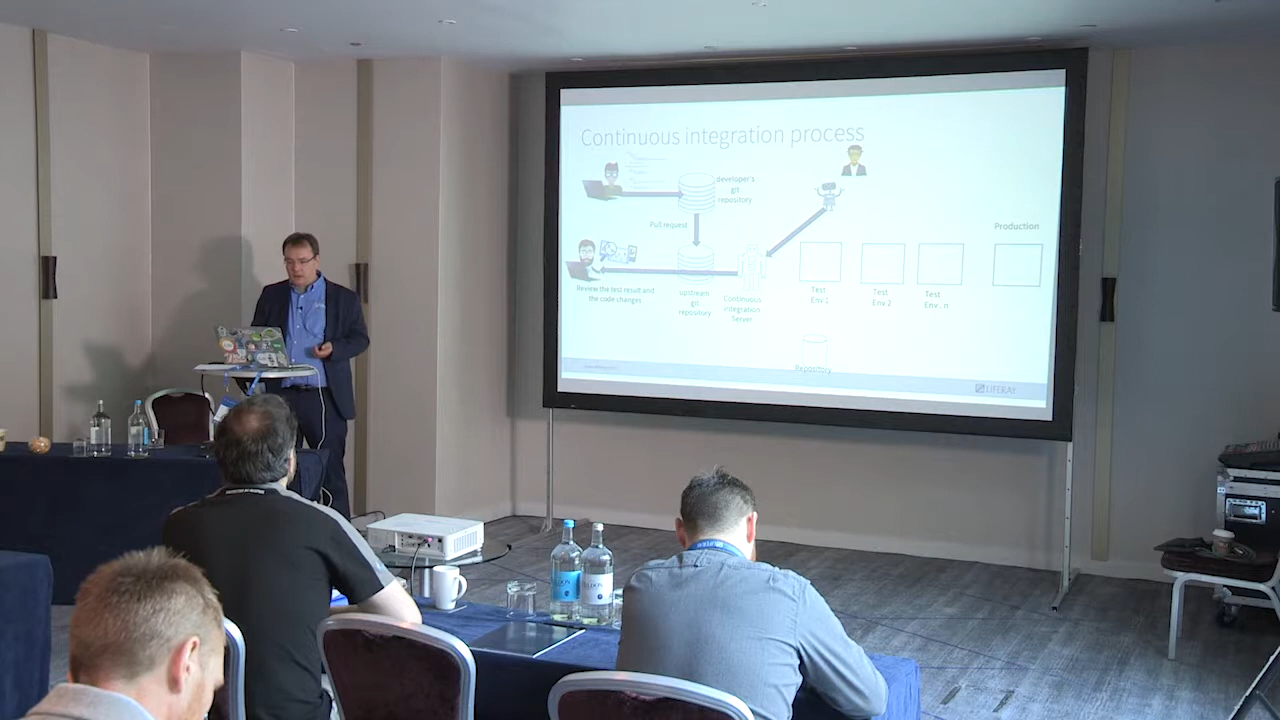 Continuous integration process
developer's
git
repository
Pull request
Production
Review the test result and
the code changes
upstream
git
repository
Continuous
integration
Server
Test
Env 1
Test
Env 2
Test
Env. n
Repository
LIFERAY